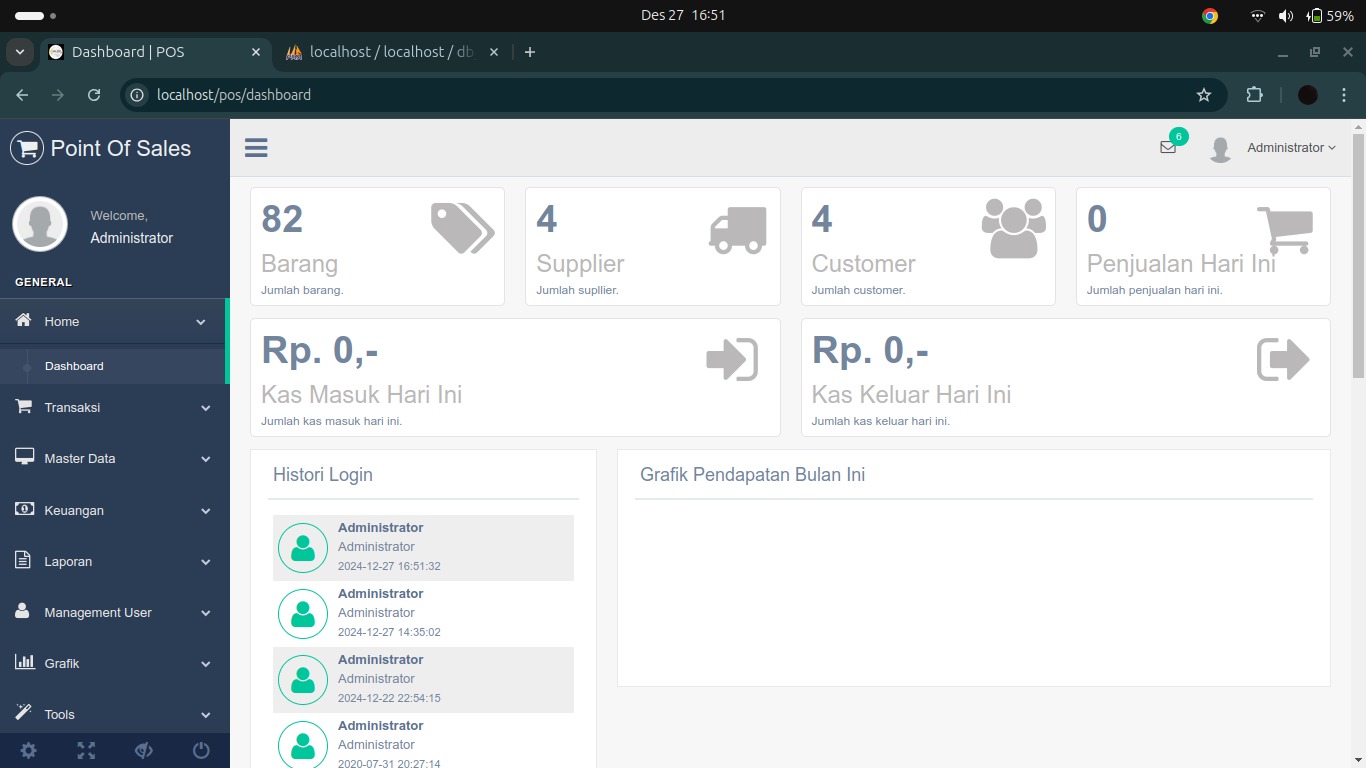 Des 27 16:51
59%
Dashboard | POS
localhost / localhost / db
localhost/pos/dashboard
Point Of Sales
6
Administrator
Welcome,
Administrator
GENERAL
Home
Dashboard
Transaksi
Master Data
Keuangan
Laporan
Management User
Grafik
Tools
82
Barang
Jumlah barang.
4
Supplier
Jumlah supllier.
4
Customer
Jumlah customer.
0
Penjualan Hari Ini
Jumlah penjualan hari ini.
Rp. 0,-
Kas Masuk Hari Ini
Jumlah kas masuk hari ini.
Rp. 0,-
Kas Keluar Hari Ini
Jumlah kas keluar hari ini.
Histori Login
Administrator
Administrator
2024-12-27 16:51:32
Administrator
Administrator
2024-12-27 14:35:02
Administrator
Administrator
2024-12-22 22:54:15
Administrator
Administrator
2020-07-31 20:27:14
Grafik Pendapatan Bulan Ini